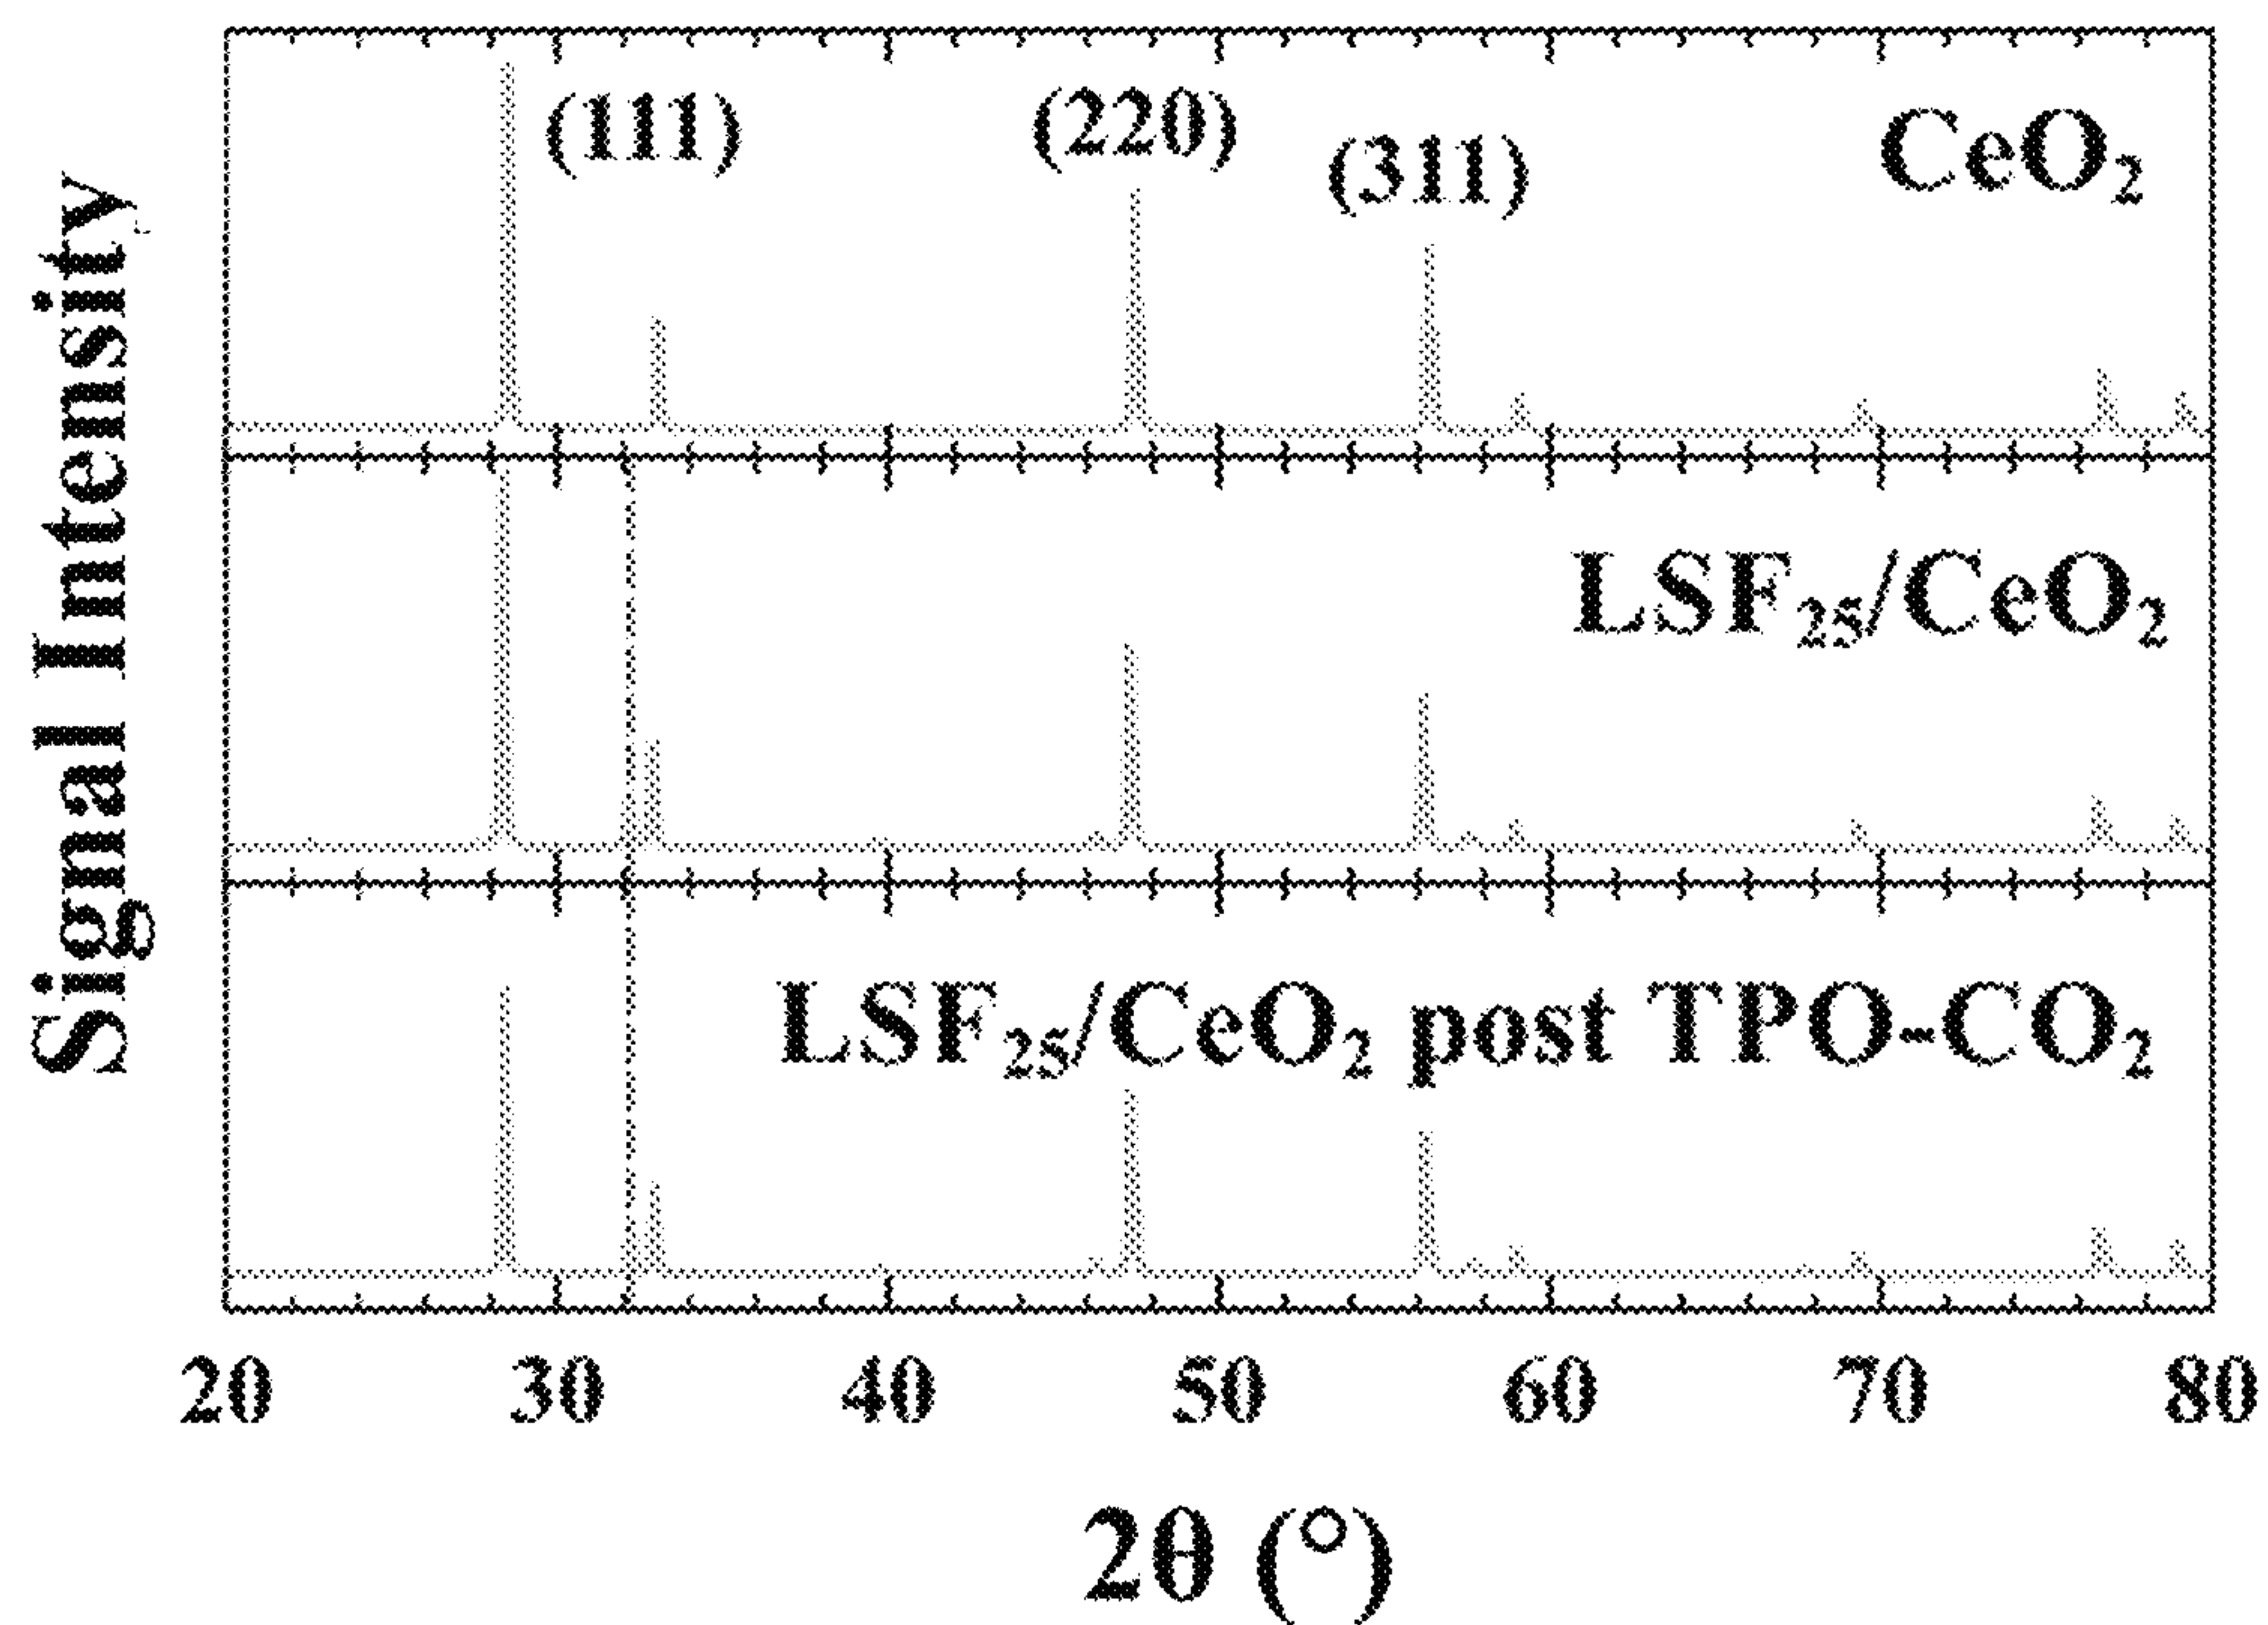 Signal Intensity
(111)
(220)
(311)
CeO₂
LSF₂₅/CeO₂
LSF₂₅/CeO₂ post TPO-CO₂
20 30 40 50 60 70 80
2θ (°)